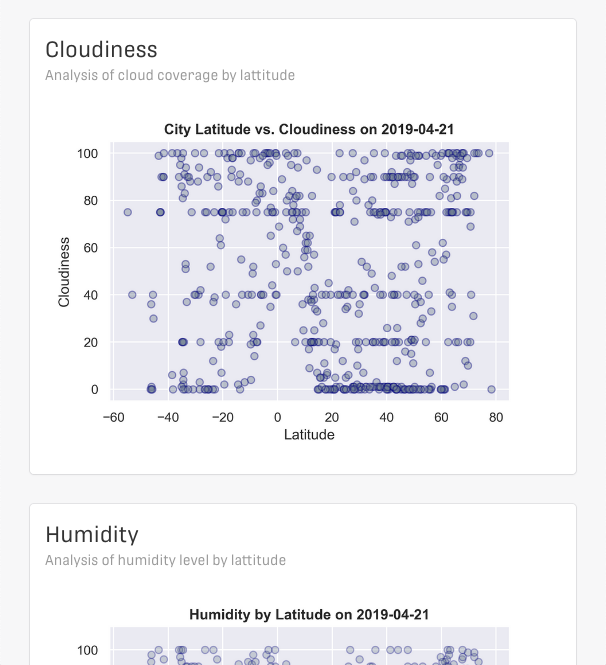 Cloudiness
Analysis of cloud coverage by lattitude
City Latitude vs. Cloudiness on 2019-04-21
100
80
60
40
20
0
Cloudiness
−60 −40 −20 0 20 40 60 80
Latitude
Humidity
Analysis of humidity level by lattitude
Humidity by Latitude on 2019-04-21
100